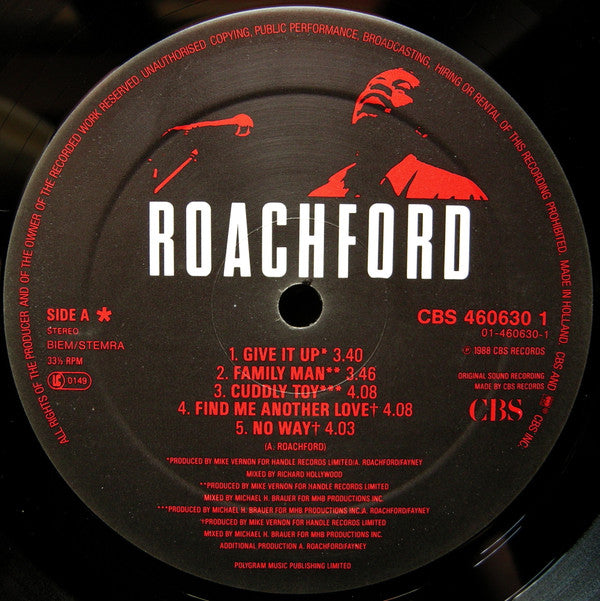 ALL RIGHTS OF THE PRODUCER AND OF THE OWNER OF THE RECORDED WORK RESERVED. UNAUTHORISED COPYING, PUBLIC PERFORMANCE, BROADCASTING, HIRING OR RENTAL OF THIS RECORDING PROHIBITED. MADE IN HOLLAND. CBS AND CBS INC.
ROACHFORD
SIDE A *
STEREO
BIEM/STEMRA
33⅓ RPM
LC 0149
CBS 460630 1
01-460630-1
℗ 1988 CBS RECORDS
ORIGINAL SOUND RECORDING
MADE BY CBS RECORDS
CBS
1. GIVE IT UP* 3.40
2. FAMILY MAN** 3.46
3. CUDDLY TOY*** 4.08
4. FIND ME ANOTHER LOVE† 4.08
5. NO WAY† 4.03
(A. ROACHFORD)
*PRODUCED BY MIKE VERNON FOR HANDLE RECORDS LIMITED/A. ROACHFORD/FAYNEY
MIXED BY RICHARD HOLLYWOOD
**PRODUCED BY MIKE VERNON FOR HANDLE RECORDS LIMITED
MIXED BY MICHAEL H. BRAUER FOR MHB PRODUCTIONS INC.
***PRODUCED BY MICHAEL H. BRAUER FOR MHB PRODUCTIONS INC./A. ROACHFORD/FAYNEY
†PRODUCED BY MIKE VERNON FOR HANDLE RECORDS LIMITED
MIXED BY MICHAEL H. BRAUER FOR MHB PRODUCTIONS INC.
ADDITIONAL PRODUCTION A. ROACHFORD/FAYNEY
POLYGRAM MUSIC PUBLISHING LIMITED